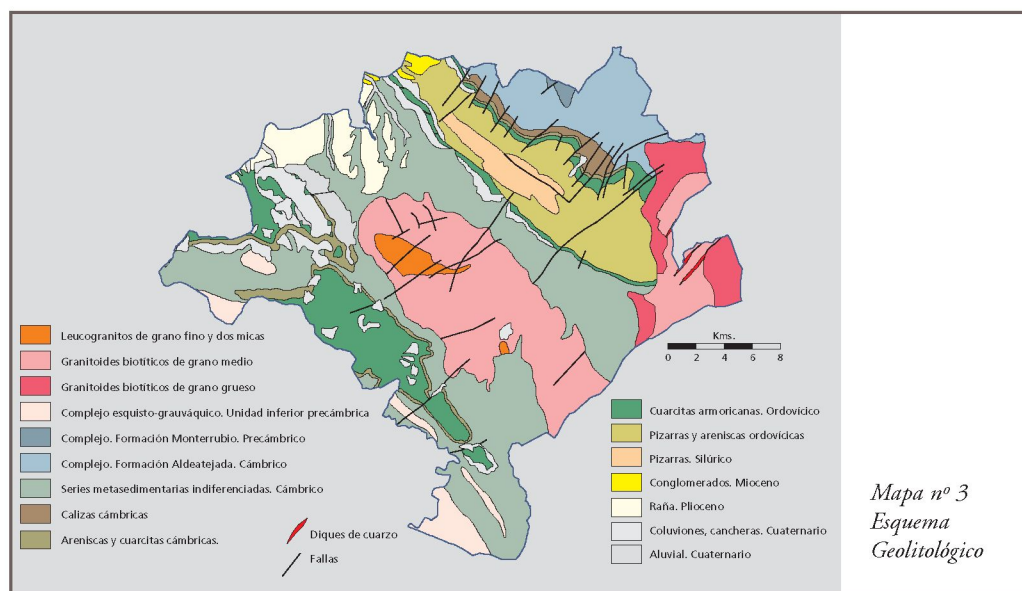 Leucogranitos de grano fino y dos micas
Granitoides biotíticos de grano medio
Granitoides biotíticos de grano grueso
Complejo esquisto-grauváquico. Unidad inferior precámbrica
Complejo. Formación Monterrubio. Precámbrico
Complejo. Formación Aldeatejada. Cámbrico
Series metasedimentarias indiferenciadas. Cámbrico
Calizas cámbricas
Areniscas y cuarcitas cámbricas.
Diques de cuarzo
Fallas
Kms.
0 2 4 6 8
Cuarcitas armoricanas. Ordovícico
Pizarras y areniscas ordovícicas
Pizarras. Silúrico
Conglomerados. Mioceno
Raña. Plioceno
Coluviones, cancheras. Cuaternario
Aluvial. Cuaternario
Mapa nº 3
Esquema
Geolitológico